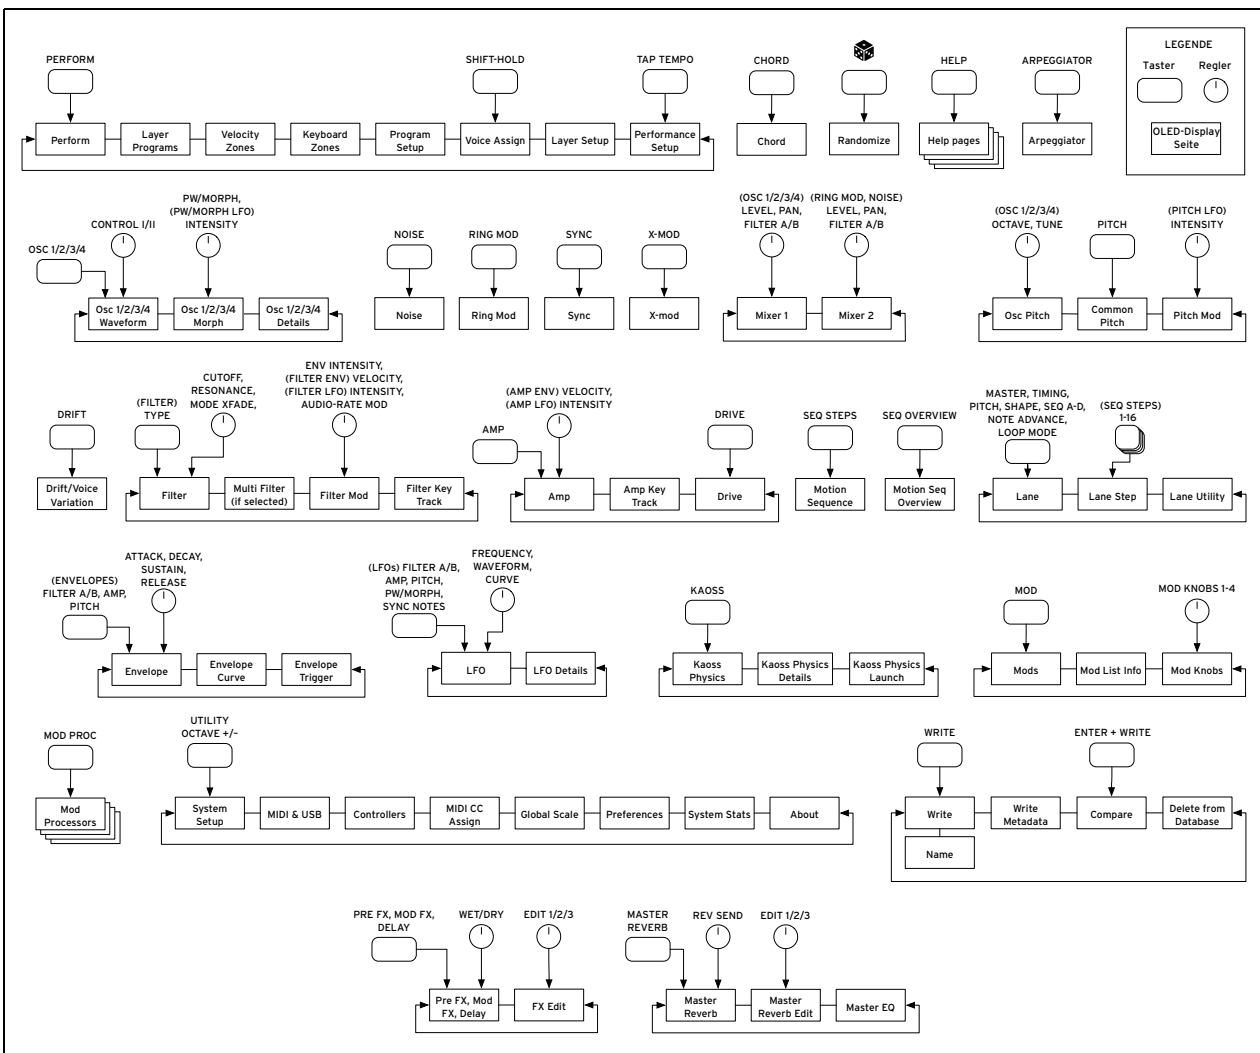 PERFORM
SHIFT-HOLD
TAP TEMPO
CHORD
HELP
ARPEGGIATOR
LEGENDE
Taster
Regler
OLED-Display
Seite
Perform
Layer
Programs
Velocity
Zones
Keyboard
Zones
Program
Setup
Voice Assign
Layer Setup
Performance
Setup
Chord
Randomize
Help pages
Arpeggiator
OSC 1/2/3/4
CONTROL I/II
PW/MORPH,
(PW/MORPH LFO)
INTENSITY
NOISE
RING MOD
SYNC
X-MOD
(OSC 1/2/3/4)
LEVEL, PAN,
FILTER A/B
(RING MOD, NOISE)
LEVEL, PAN,
FILTER A/B
(OSC 1/2/3/4)
OCTAVE, TUNE
PITCH
(PITCH LFO)
INTENSITY
Osc 1/2/3/4
Waveform
Osc 1/2/3/4
Morph
Osc 1/2/3/4
Details
Noise
Ring Mod
Sync
X-mod
Mixer 1
Mixer 2
Osc Pitch
Common
Pitch
Pitch Mod
DRIFT
(FILTER)
TYPE
CUTOFF,
RESONANCE,
MODE XFADE,
ENV INTENSITY,
(FILTER ENV) VELOCITY,
(FILTER LFO) INTENSITY,
AUDIO-RATE MOD
AMP
(AMP ENV) VELOCITY,
(AMP LFO) INTENSITY
DRIVE
SEQ STEPS
SEQ OVERVIEW
MASTER, TIMING,
PITCH, SHAPE, SEQ A-D,
NOTE ADVANCE,
LOOP MODE
(SEQ STEPS)
1-16
Drift/Voice
Variation
Filter
Multi Filter
(if selected)
Filter Mod
Filter Key
Track
Amp
Amp Key
Track
Drive
Motion
Sequence
Motion Seq
Overview
Lane
Lane Step
Lane Utility
(ENVELOPES)
FILTER A/B, AMP,
PITCH
ATTACK, DECAY,
SUSTAIN,
RELEASE
(LFOs) FILTER A/B,
AMP, PITCH,
PW/MORPH,
SYNC NOTES
FREQUENCY,
WAVEFORM,
CURVE
KAOSS
MOD
MOD KNOBS 1-4
Envelope
Envelope
Curve
Envelope
Trigger
LFO
LFO Details
Kaoss
Physics
Kaoss Physics
Details
Kaoss Physics
Launch
Mods
Mod List Info
Mod Knobs
MOD PROC
UTILITY
OCTAVE +/–
WRITE
ENTER + WRITE
Mod
Processors
System
Setup
MIDI & USB
Controllers
MIDI CC
Assign
Global Scale
Preferences
System Stats
About
Write
Write
Metadata
Compare
Delete from
Database
Name
PRE FX, MOD FX,
DELAY
WET/DRY
EDIT 1/2/3
MASTER
REVERB
REV SEND
EDIT 1/2/3
Pre FX, Mod
FX, Delay
FX Edit
Master
Reverb
Master
Reverb Edit
Master EQ